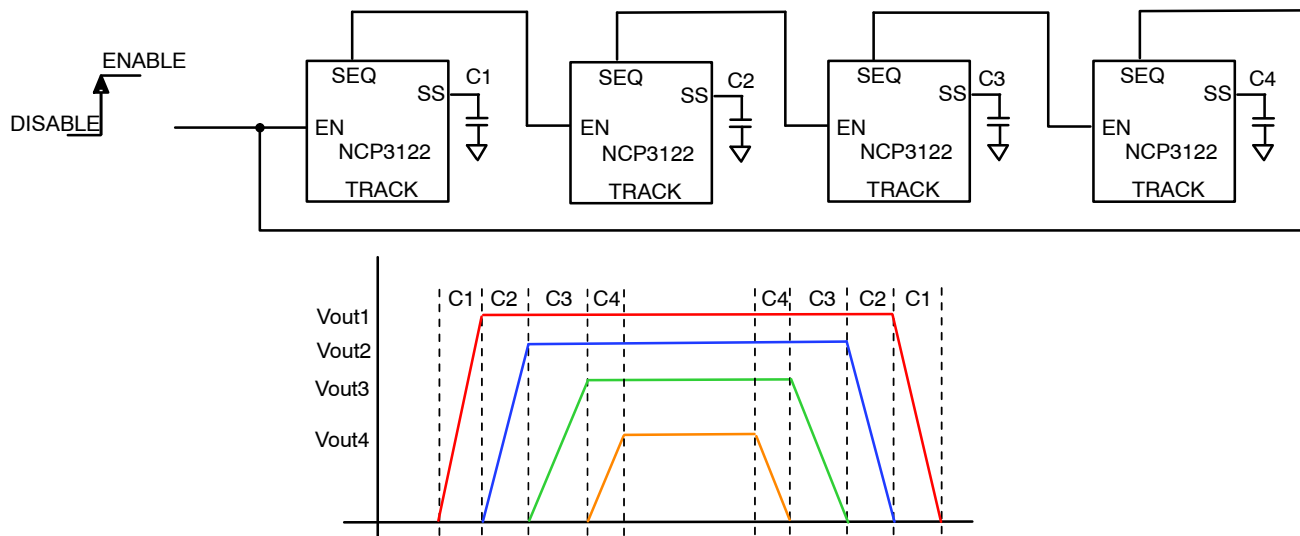 ENABLE
DISABLE
SEQ
SS
C1
EN
NCP3122
TRACK
SEQ
SS
C2
EN
NCP3122
TRACK
SEQ
SS
C3
EN
NCP3122
TRACK
SEQ
SS
C4
EN
NCP3122
TRACK
C1 C2 C3 C4 C4 C3 C2 C1
Vout1
Vout2
Vout3
Vout4